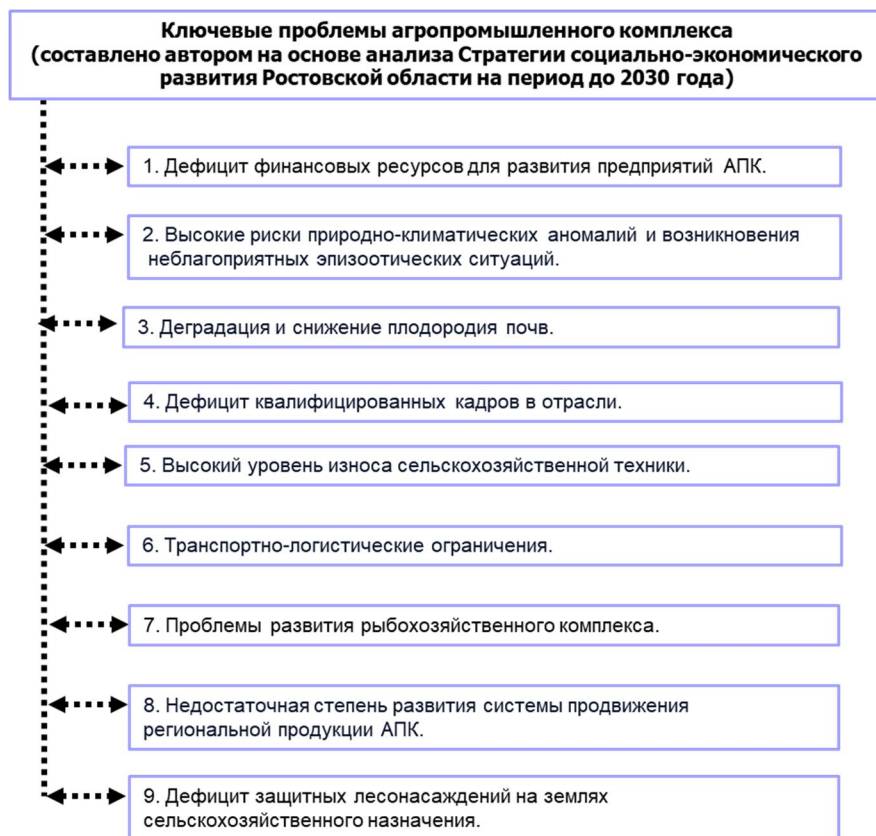 Ключевые проблемы агропромышленного комплекса
(составлено автором на основе анализа Стратегии социально-экономического
развития Ростовской области на период до 2030 года)
1. Дефицит финансовых ресурсов для развития предприятий АПК.
2. Высокие риски природно-климатических аномалий и возникновения
неблагоприятных эпизоотических ситуаций.
3. Деградация и снижение плодородия почв.
4. Дефицит квалифицированных кадров в отрасли.
5. Высокий уровень износа сельскохозяйственной техники.
6. Транспортно-логистические ограничения.
7. Проблемы развития рыбохозяйственного комплекса.
8. Недостаточная степень развития системы продвижения
региональной продукции АПК.
9. Дефицит защитных лесонасаждений на землях
сельскохозяйственного назначения.